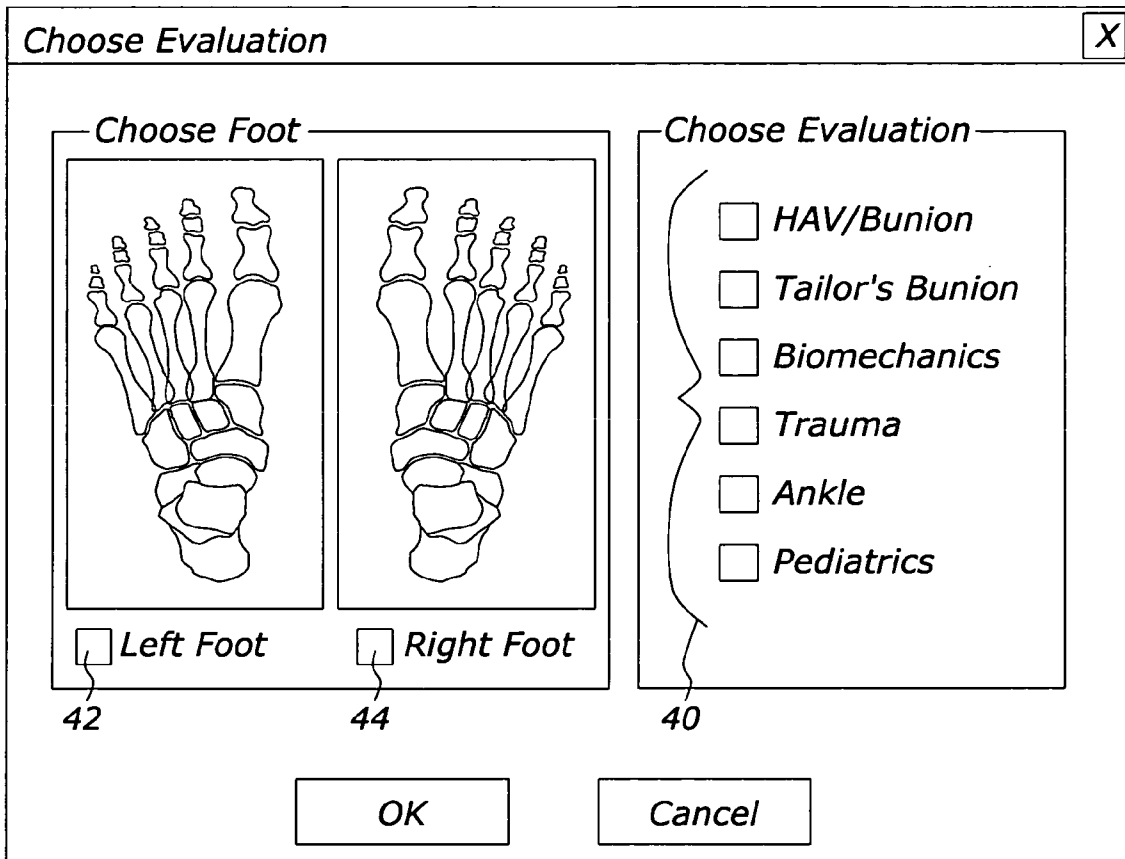 Choose Evaluation
X
Choose Foot
Left Foot
Right Foot
42
44
Choose Evaluation
HAV/Bunion
Tailor's Bunion
Biomechanics
Trauma
Ankle
Pediatrics
40
OK
Cancel